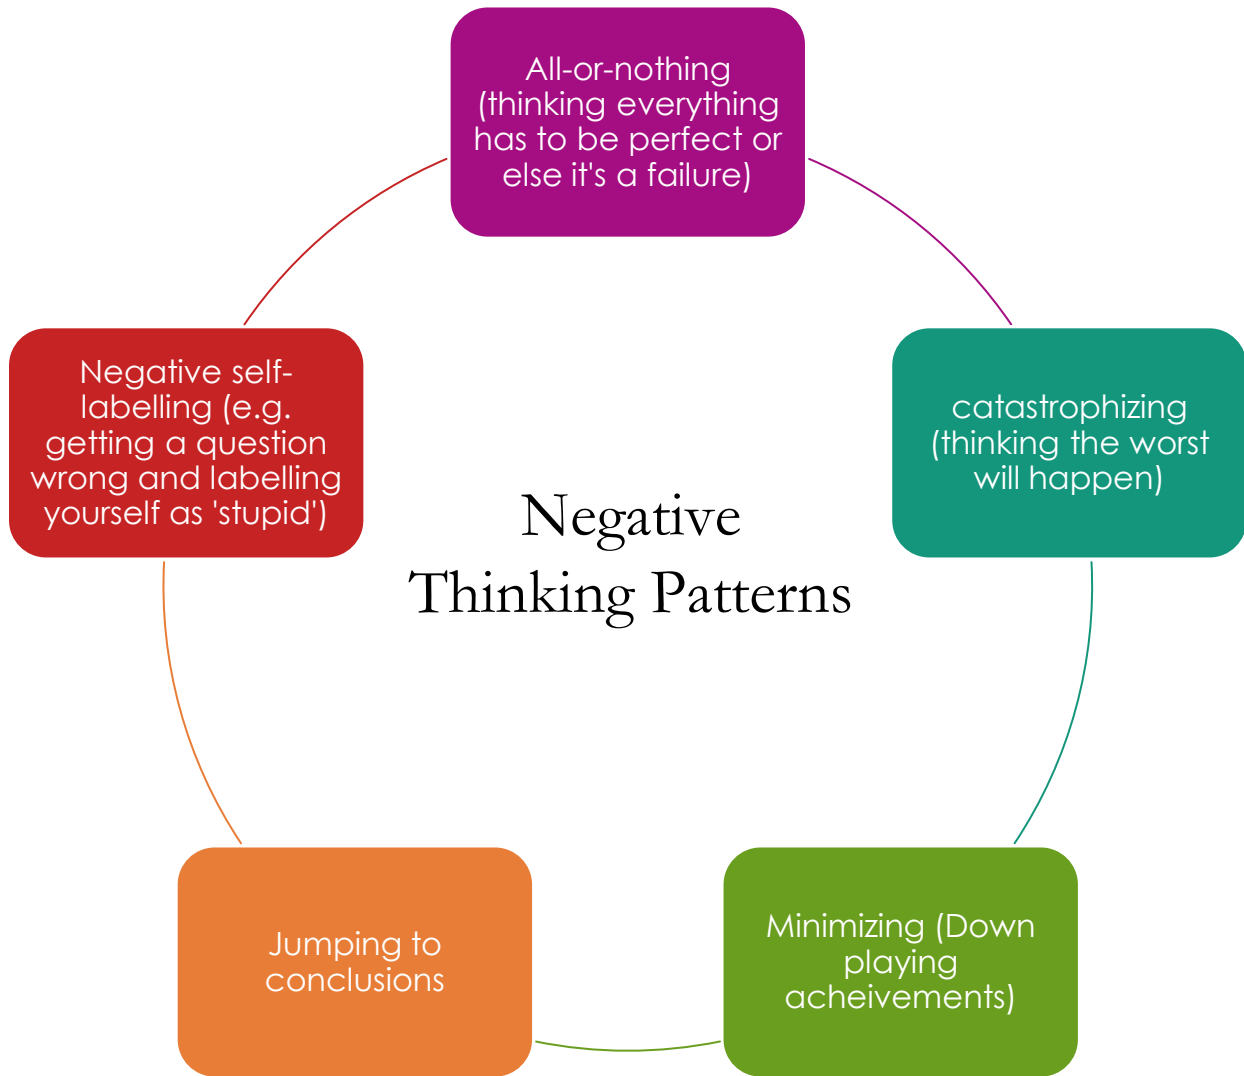 All-or-nothing
(thinking everything
has to be perfect or
else it's a failure)
catastrophizing
(thinking the worst
will happen)
Minimizing (Down
playing
acheivements)
Jumping to
conclusions
Negative self-
labelling (e.g.
getting a question
wrong and labelling
yourself as 'stupid')
Negative
Thinking Patterns